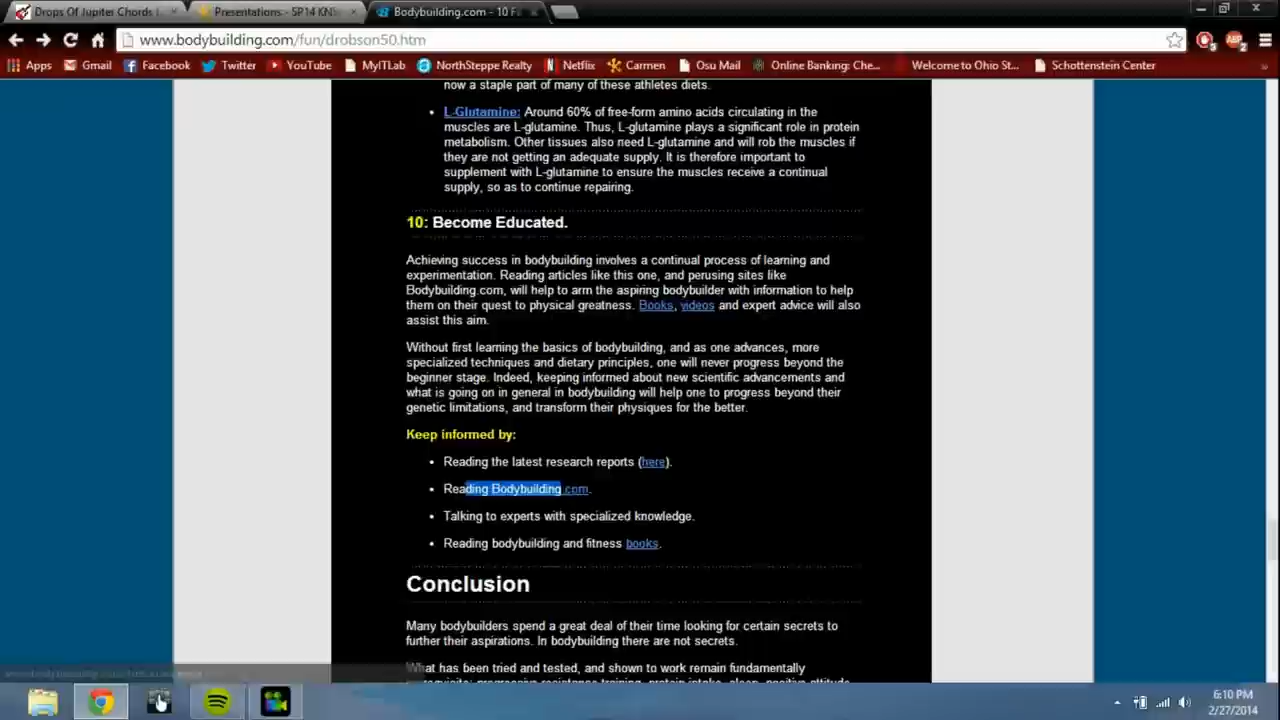 Drops Of Jupiter Chords
Presentations - SP14 KNS
Bodybuilding.com - 10 F
www.bodybuilding.com/fun/drobson50.htm
Apps Gmail Facebook Twitter YouTube MyITLab NorthSteppe Realty Netflix Carmen Osu Mail Online Banking: Che... Welcome to Ohio St... Schottenstein Center »
now a staple part of many of these athletes diets.
• L-Glutamine: Around 60% of free-form amino acids circulating in the
muscles are L-glutamine. Thus, L-glutamine plays a significant role in protein
metabolism. Other tissues also need L-glutamine and will rob the muscles if
they are not getting an adequate supply. It is therefore important to
supplement with L-glutamine to ensure the muscles receive a continual
supply, so as to continue repairing.
10: Become Educated.
Achieving success in bodybuilding involves a continual process of learning and
experimentation. Reading articles like this one, and perusing sites like
Bodybuilding.com, will help to arm the aspiring bodybuilder with information to help
them on their quest to physical greatness. Books, videos and expert advice will also
assist this aim.
Without first learning the basics of bodybuilding, and as one advances, more
specialized techniques and dietary principles, one will never progress beyond the
beginner stage. Indeed, keeping informed about new scientific advancements and
what is going on in general in bodybuilding will help one to progress beyond their
genetic limitations, and transform their physiques for the better.
Keep informed by:
• Reading the latest research reports (here).
• Reading Bodybuilding.com.
• Talking to experts with specialized knowledge.
• Reading bodybuilding and fitness books.
Conclusion
Many bodybuilders spend a great deal of their time looking for certain secrets to
further their aspirations. In bodybuilding there are not secrets.
What has been tried and tested, and shown to work remain fundamentally
6:10 PM
2/27/2014